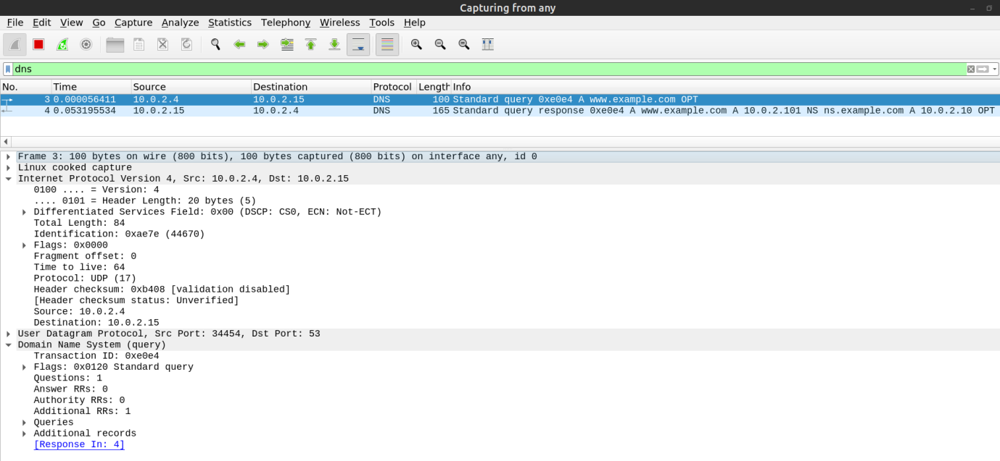 Capturing from any
File Edit View Go Capture Analyze Statistics Telephony Wireless Tools Help
dns
No. Time Source Destination Protocol Length Info
3 0.000056411 10.0.2.4 10.0.2.15 DNS 100 Standard query 0xe0e4 A www.example.com OPT
4 0.053195534 10.0.2.15 10.0.2.4 DNS 165 Standard query response 0xe0e4 A www.example.com A 10.0.2.101 NS ns.example.com A 10.0.2.10 OPT
Frame 3: 100 bytes on wire (800 bits), 100 bytes captured (800 bits) on interface any, id 0
Linux cooked capture
Internet Protocol Version 4, Src: 10.0.2.4, Dst: 10.0.2.15
0100 .... = Version: 4
.... 0101 = Header Length: 20 bytes (5)
Differentiated Services Field: 0x00 (DSCP: CS0, ECN: Not-ECT)
Total Length: 84
Identification: 0xae7e (44670)
Flags: 0x0000
Fragment offset: 0
Time to live: 64
Protocol: UDP (17)
Header checksum: 0xb408 [validation disabled]
[Header checksum status: Unverified]
Source: 10.0.2.4
Destination: 10.0.2.15
User Datagram Protocol, Src Port: 34454, Dst Port: 53
Domain Name System (query)
Transaction ID: 0xe0e4
Flags: 0x0120 Standard query
Questions: 1
Answer RRs: 0
Authority RRs: 0
Additional RRs: 1
Queries
Additional records
[Response In: 4]